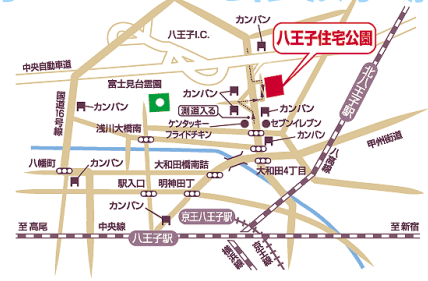 カンバン
八王子I.C.
八王子住宅公園
中央自動車道
富士見台霊園
カンバン
北八王子駅
国道16号線
カンバン
側道入る
カンバン
ケンタッキー
フライドチキン
セブンイレブン
浅川大橋南
カンバン
甲州街道
八幡町
カンバン
大和田橋南詰
大和田4丁目
八高線
駅入口
明神四丁
カンバン
京王八王子駅
至高尾
中央線
八王子駅
至新宿
横浜線
京王線